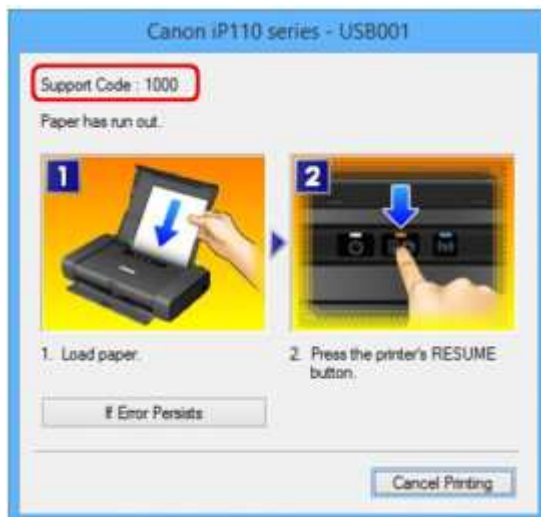 Canon iP110 series - USB001
Support Code : 1000
Paper has run out.
1
2
1. Load paper.
2. Press the printer's RESUME
button.
If Error Persists
Cancel Printing